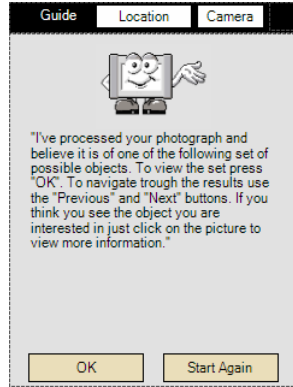 Guide Location Camera
"I've processed your photograph and
believe it is of one of the following set of
possible objects. To view the set press
"OK". To navigate trough the results use
the "Previous" and "Next" buttons. If you
think you see the object you are
interested in just click on the picture to
view more information."
OK Start Again